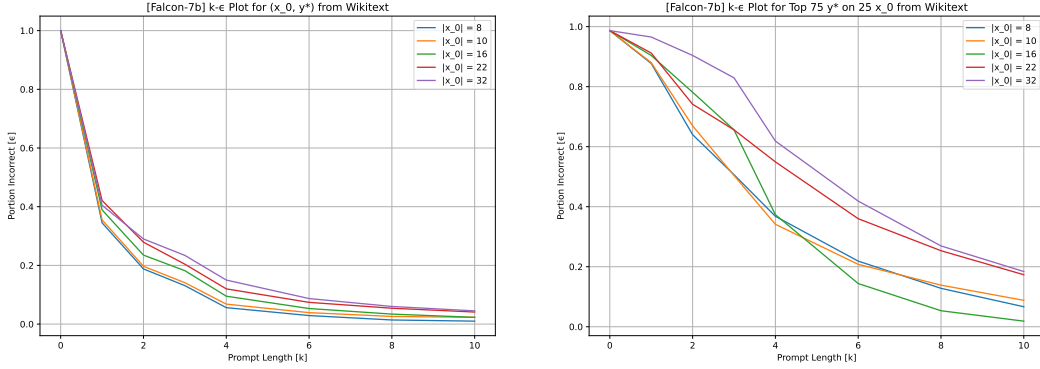 [Falcon-7b] k-ϵ Plot for (x_0, y*) from Wikitext
Portion Incorrect [ϵ]
1.0
0.8
0.6
0.4
0.2
0.0
|x_0| = 8
|x_0| = 10
|x_0| = 16
|x_0| = 22
|x_0| = 32
0 2 4 6 8 10
Prompt Length [k]
[Falcon-7b] k-ϵ Plot for Top 75 y* on 25 x_0 from Wikitext
Portion Incorrect [ϵ]
1.0
0.8
0.6
0.4
0.2
0.0
|x_0| = 8
|x_0| = 10
|x_0| = 16
|x_0| = 22
|x_0| = 32
0 2 4 6 8 10
Prompt Length [k]